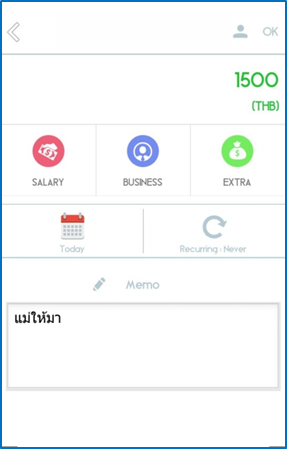 OK
1500
(THB)
SALARY BUSINESS EXTRA
Today Recurring - Never
Memo
แม่ให้มา